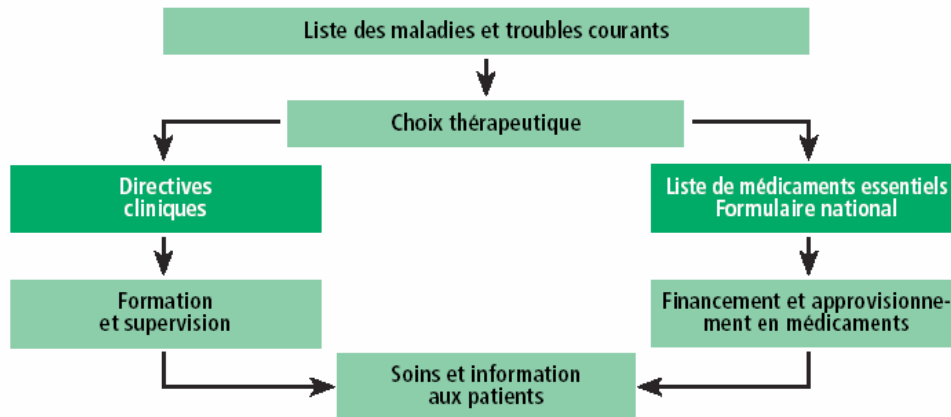 Liste des maladies et troubles courants
Choix thérapeutique
Directives
cliniques
Liste de médicaments essentiels
Formulaire national
Formation
et supervision
Financement et approvisionne-
ment en médicaments
Soins et information
aux patients